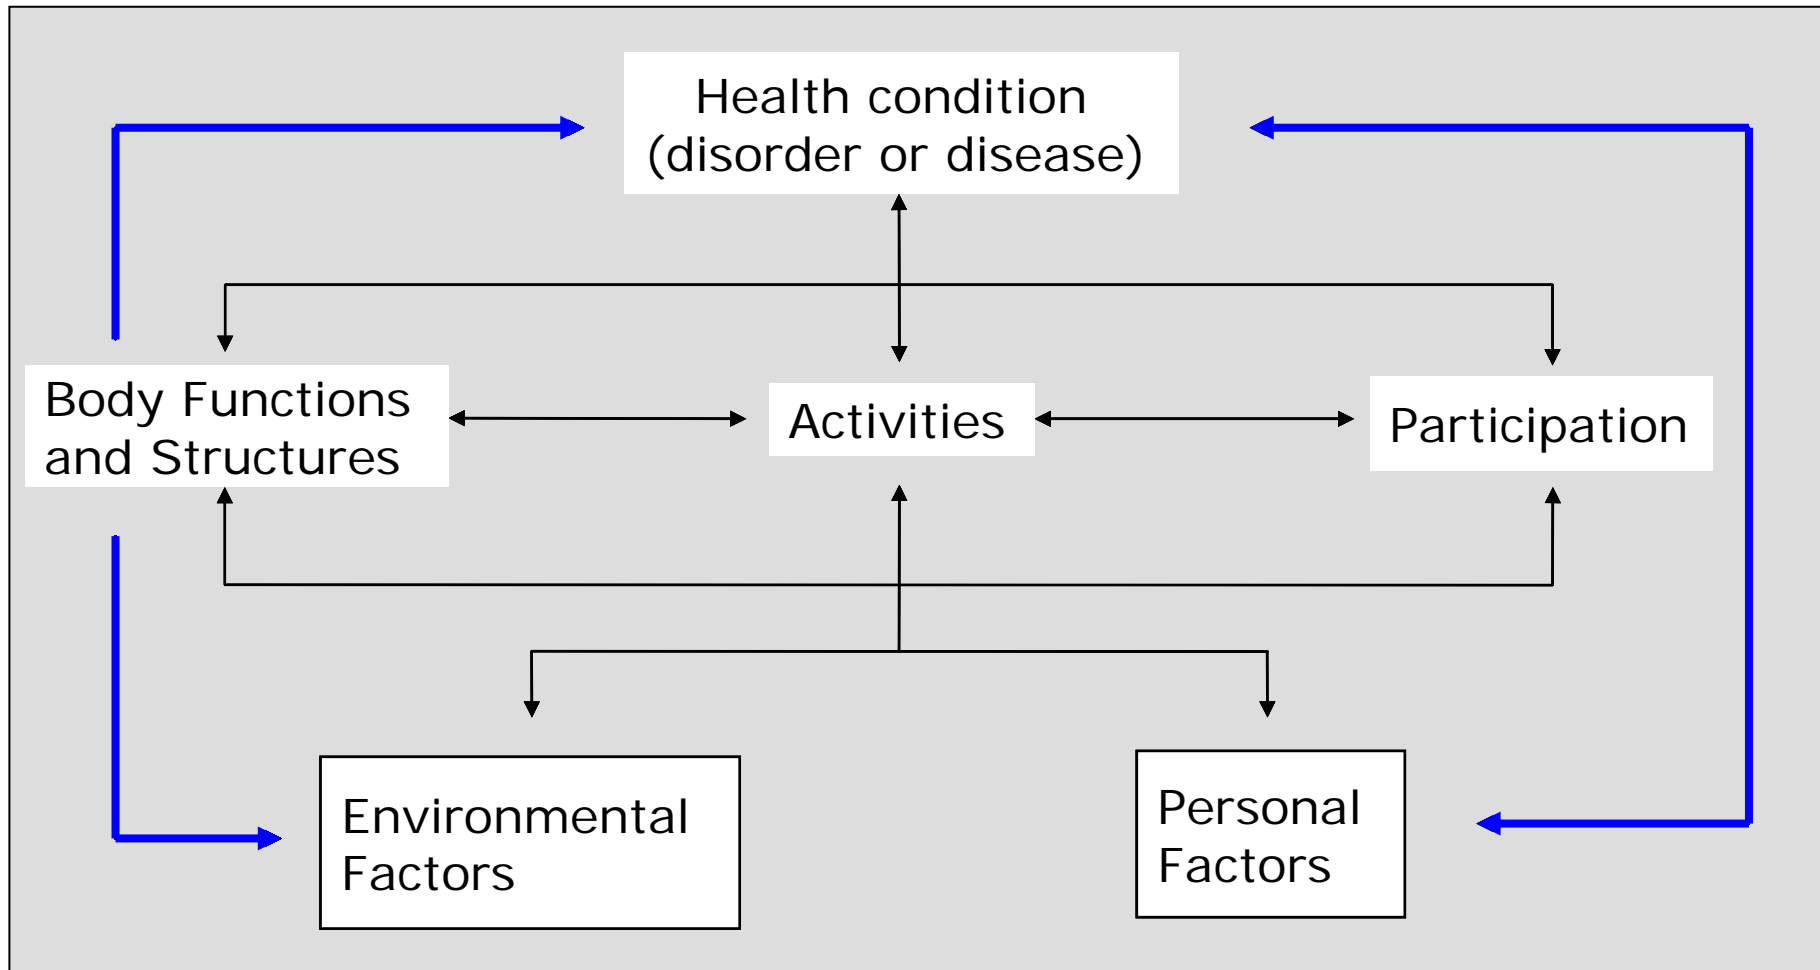 Health condition
(disorder or disease)
Body Functions
and Structures
Activities
Participation
Environmental
Factors
Personal
Factors